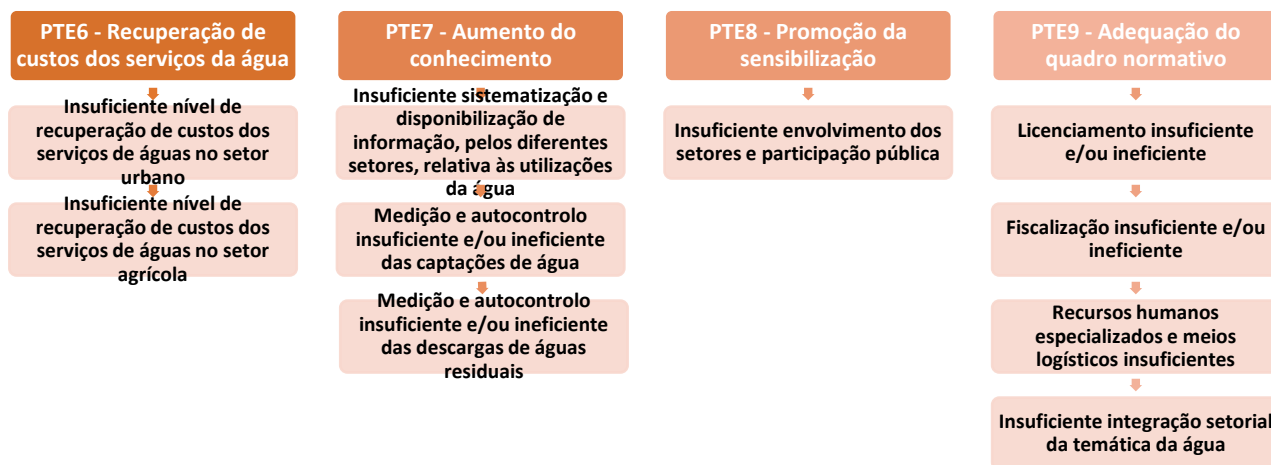 PTE6 - Recuperação de
custos dos serviços da água
Insuficiente nível de
recuperação de custos dos
serviços de águas no setor
urbano
Insuficiente nível de
recuperação de custos dos
serviços de águas no setor
agrícola
PTE7 - Aumento do
conhecimento
Insuficiente sistematização e
disponibilização de
informação, pelos diferentes
setores, relativa às utilizações
da água
Medição e autocontrolo
insuficiente e/ou ineficiente
das captações de água
Medição e autocontrolo
insuficiente e/ou ineficiente
das descargas de águas
residuais
PTE8 - Promoção da
sensibilização
Insuficiente envolvimento dos
setores e participação pública
PTE9 - Adequação do
quadro normativo
Licenciamento insuficiente
e/ou ineficiente
Fiscalização insuficiente e/ou
ineficiente
Recursos humanos
especializados e meios
logísticos insuficientes
Insuficiente integração setorial
da temática da água